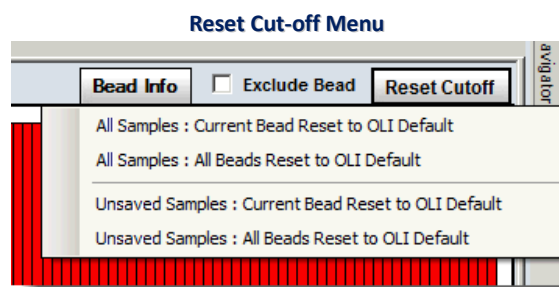 Reset Cut-off Menu
avigator
Bead Info Exclude Bead Reset Cutoff
All Samples : Current Bead Reset to OLI Default
All Samples : All Beads Reset to OLI Default
Unsaved Samples : Current Bead Reset to OLI Default
Unsaved Samples : All Beads Reset to OLI Default